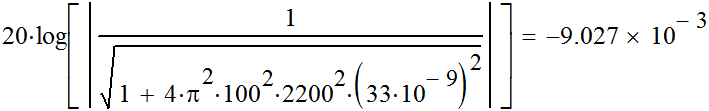 20·log[ | 1 / √(1 + 4·π²·100²·2200²·(33·10⁻⁹)²) | ] = −9.027 × 10⁻³